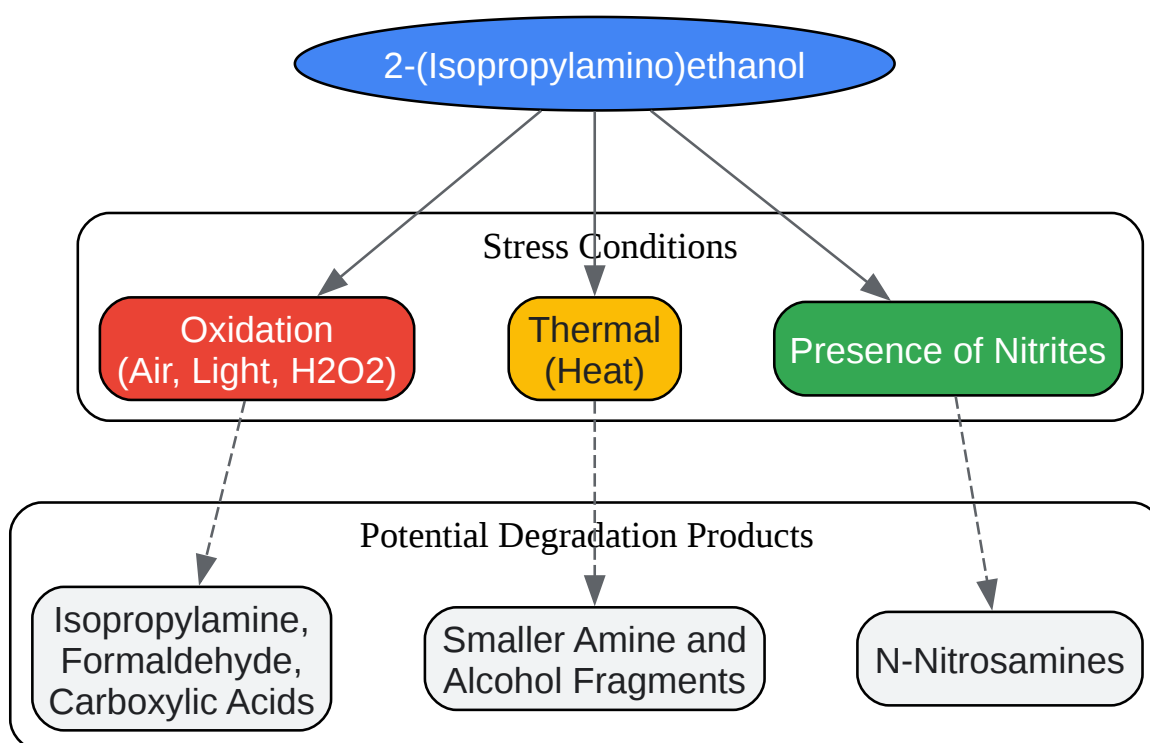 2-(Isopropylamino)ethanol
Stress Conditions
Oxidation
(Air, Light, H2O2)
Thermal
(Heat)
Presence of Nitrites
Potential Degradation Products
Isopropylamine,
Formaldehyde,
Carboxylic Acids
Smaller Amine and
Alcohol Fragments
N-Nitrosamines